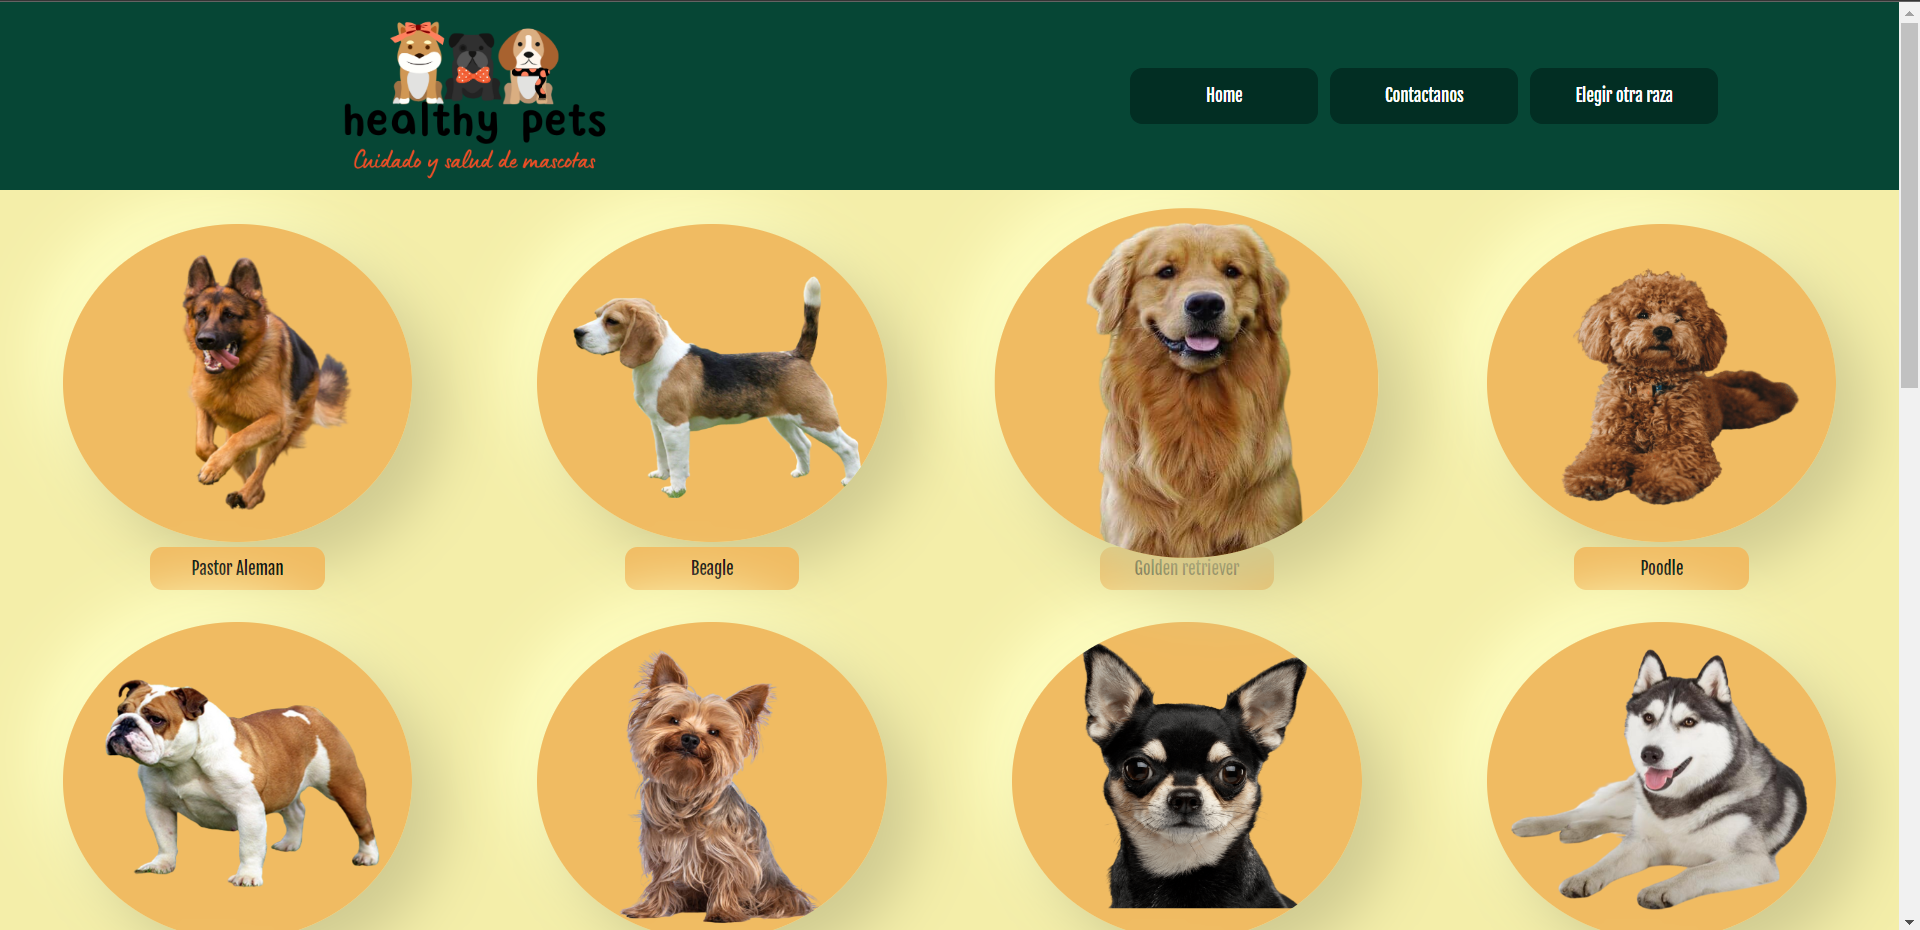 healthy pets
Cuidado y salud de mascotas
Home
Contactanos
Elegir otra raza
Pastor Aleman
Beagle
Golden retriever
Poodle